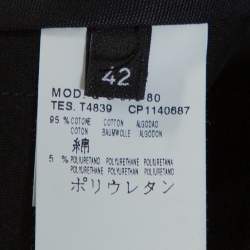 42
MOD. 80
TES. T4839 CP1140687
95 % COTONE COTTON ALGODAO
COTON BAUMWOLLE ALGODON
綿
5 % POLIURETANO POLYURETHANE POLIURETANO
POLYURETHANE POLYURETHAN POLIURETANO
ポリウレタン